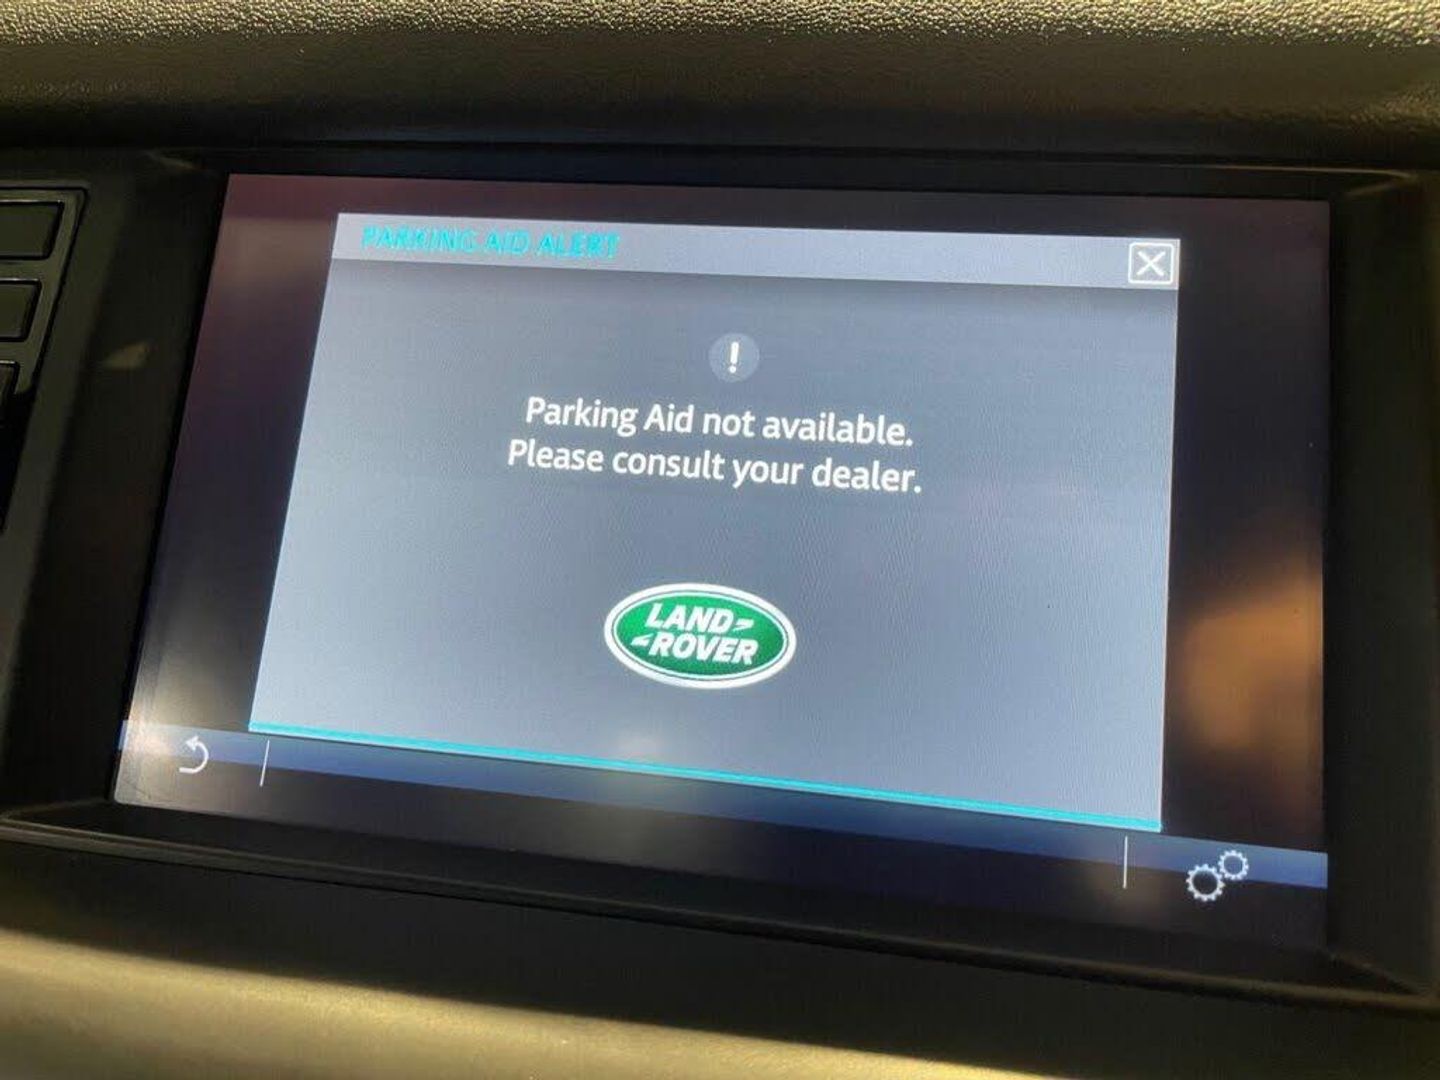 PARKING AID ALERT
!
Parking Aid not available.
Please consult your dealer.
LAND
ROVER